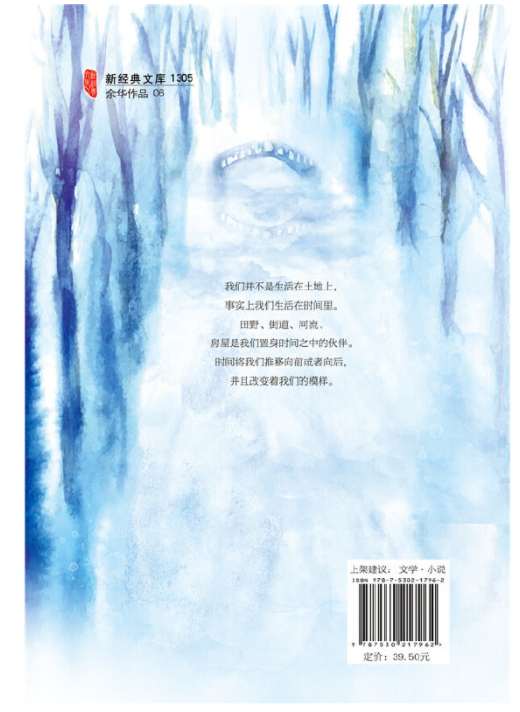 新经典文库 1305
余华作品 06
我们并不是生活在土地上，
事实上我们生活在时间里。
田野、街道、河流、
房屋是我们置身时间之中的伙伴。
时间将我们推移向前或者向后，
并且改变着我们的模样。
上架建议：文学·小说
ISBN 978-7-5302-1796-2
9 787530 217962 >
定价：39.50元